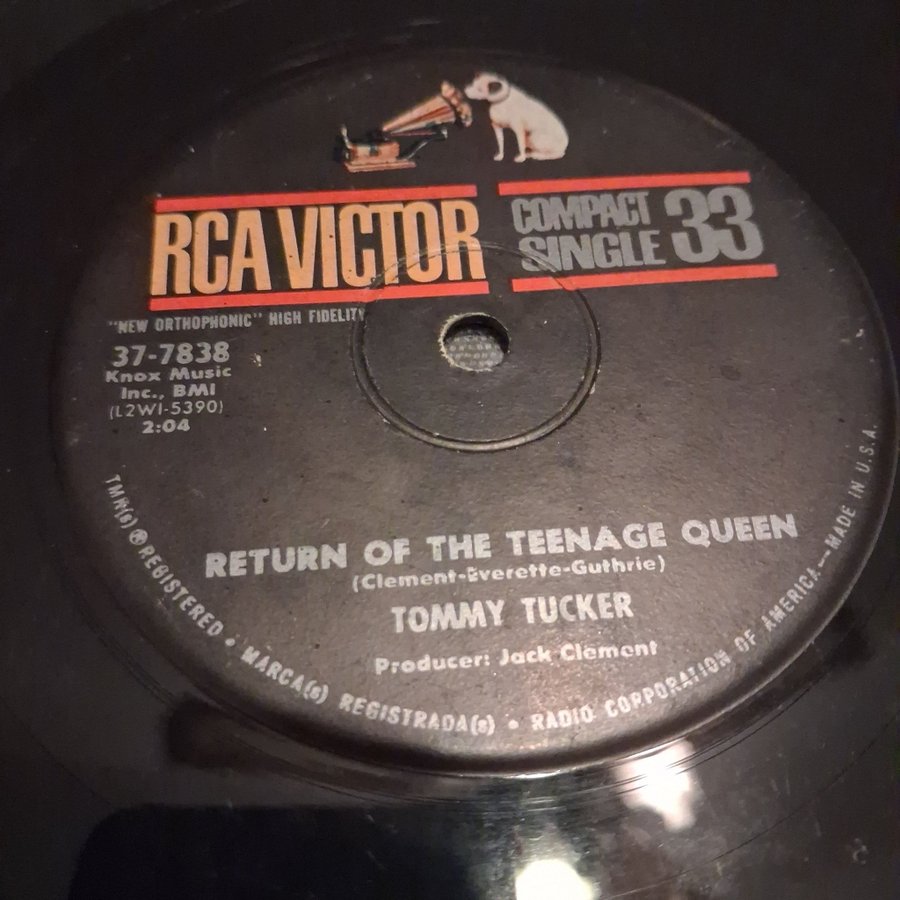 RCA VICTOR
COMPACT
SINGLE 33
"NEW ORTHOPHONIC" HIGH FIDELITY
37-7838
Knox Music
Inc., BMI
(L2WI-5390)
2:04
RETURN OF THE TEENAGE QUEEN
(Clement-Everette-Guthrie)
TOMMY TUCKER
Producer: Jack Clement
TMK(s) ® REGISTERED • MARCA(s) REGISTRADA(s) • RADIO CORPORATION OF AMERICA—MADE IN U.S.A.